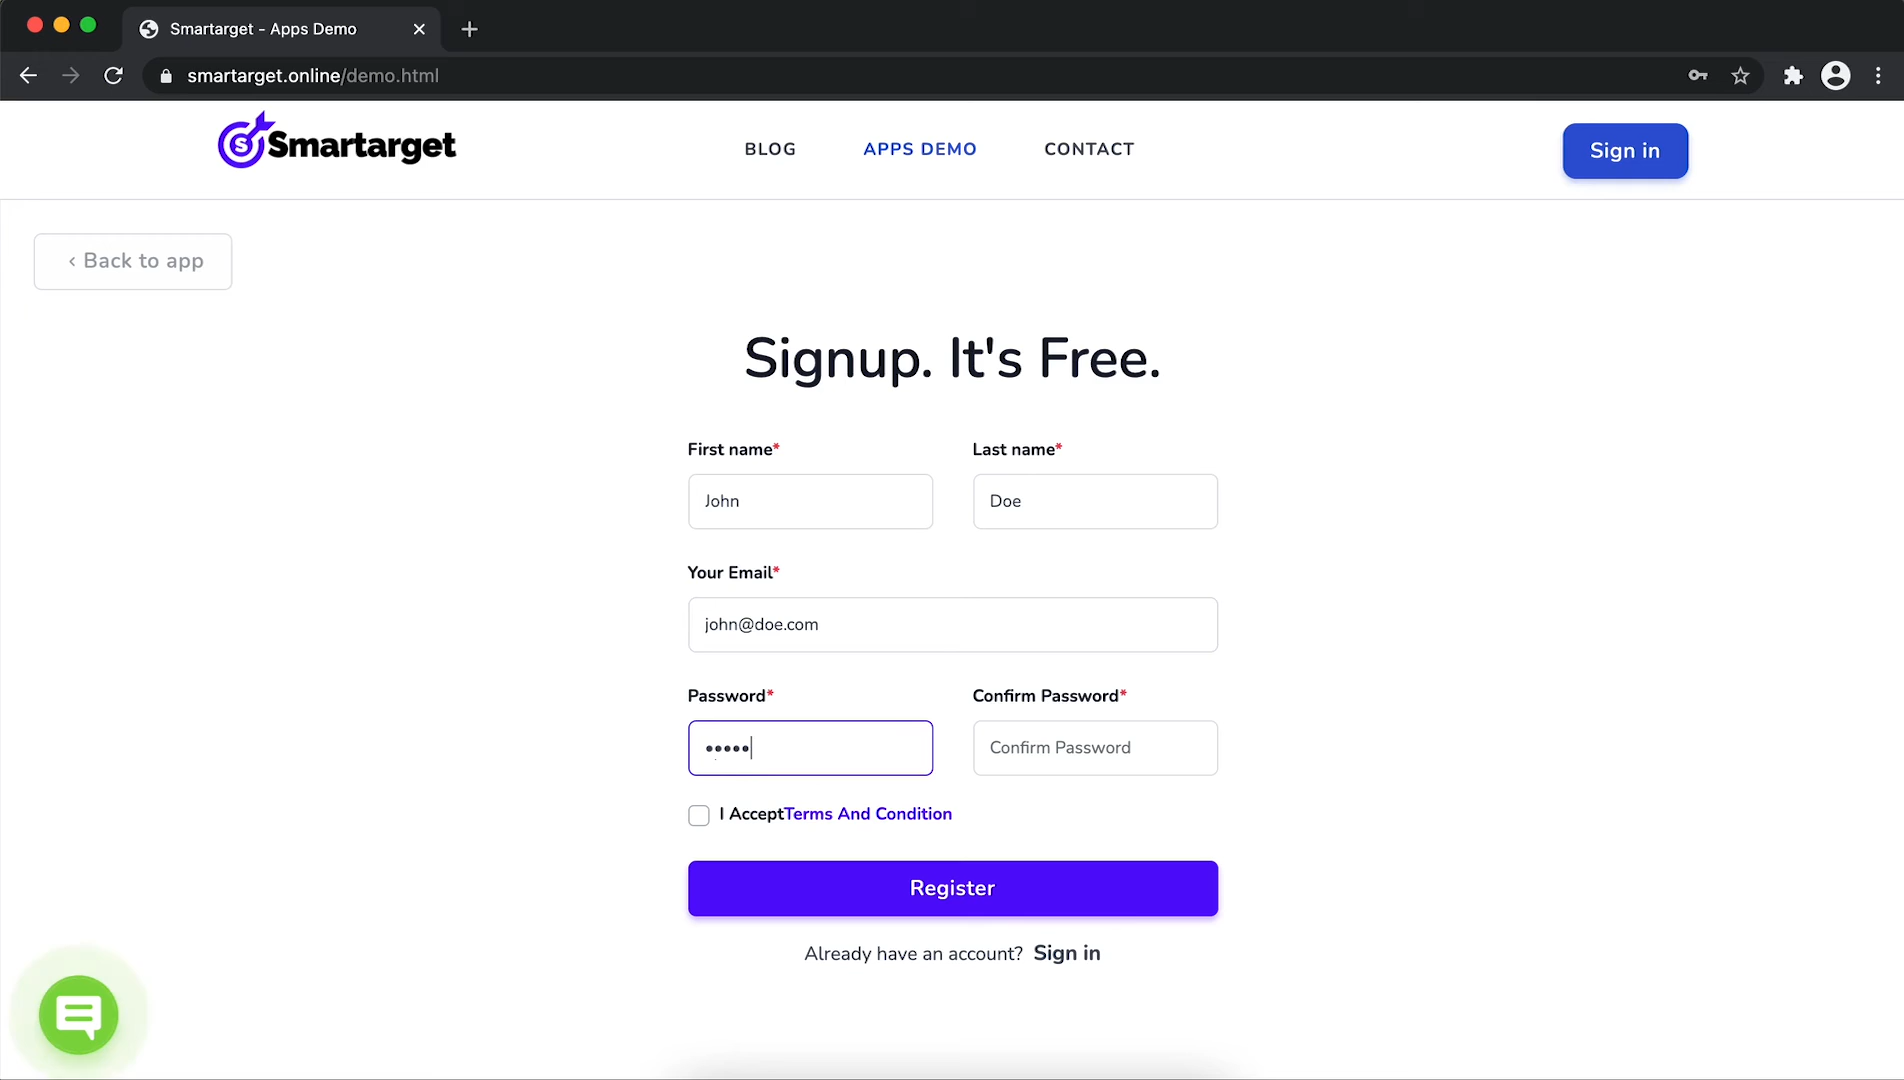 Smartarget - Apps Demo
smartarget.online/demo.html
Smartarget
BLOG
APPS DEMO
CONTACT
Sign in
‹ Back to app
Signup. It's Free.
First name*
Last name*
John
Doe
Your Email*
john@doe.com
Password*
Confirm Password*
•••••
Confirm Password
I AcceptTerms And Condition
Register
Already have an account? Sign in